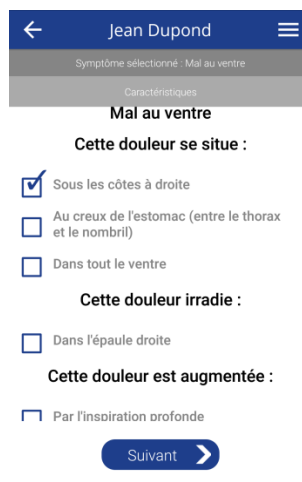 Jean Dupond
Symptôme sélectionné : Mal au ventre
Caractéristiques
Mal au ventre
Cette douleur se situe :
Sous les côtes à droite
Au creux de l'estomac (entre le thorax
et le nombril)
Dans tout le ventre
Cette douleur irradie :
Dans l'épaule droite
Cette douleur est augmentée :
Par l'inspiration profonde
Suivant